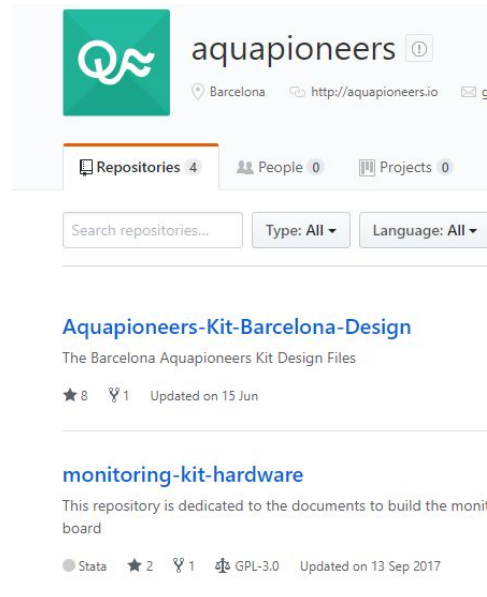 aquapioneers
Barcelona http://aquapioneers.io g
Repositories 4 People 0 Projects 0
Search repositories... Type: All Language: All
Aquapioneers-Kit-Barcelona-Design
The Barcelona Aquapioneers Kit Design Files
8 1 Updated on 15 Jun
monitoring-kit-hardware
This repository is dedicated to the documents to build the monit
board
Stata 2 1 GPL-3.0 Updated on 13 Sep 2017